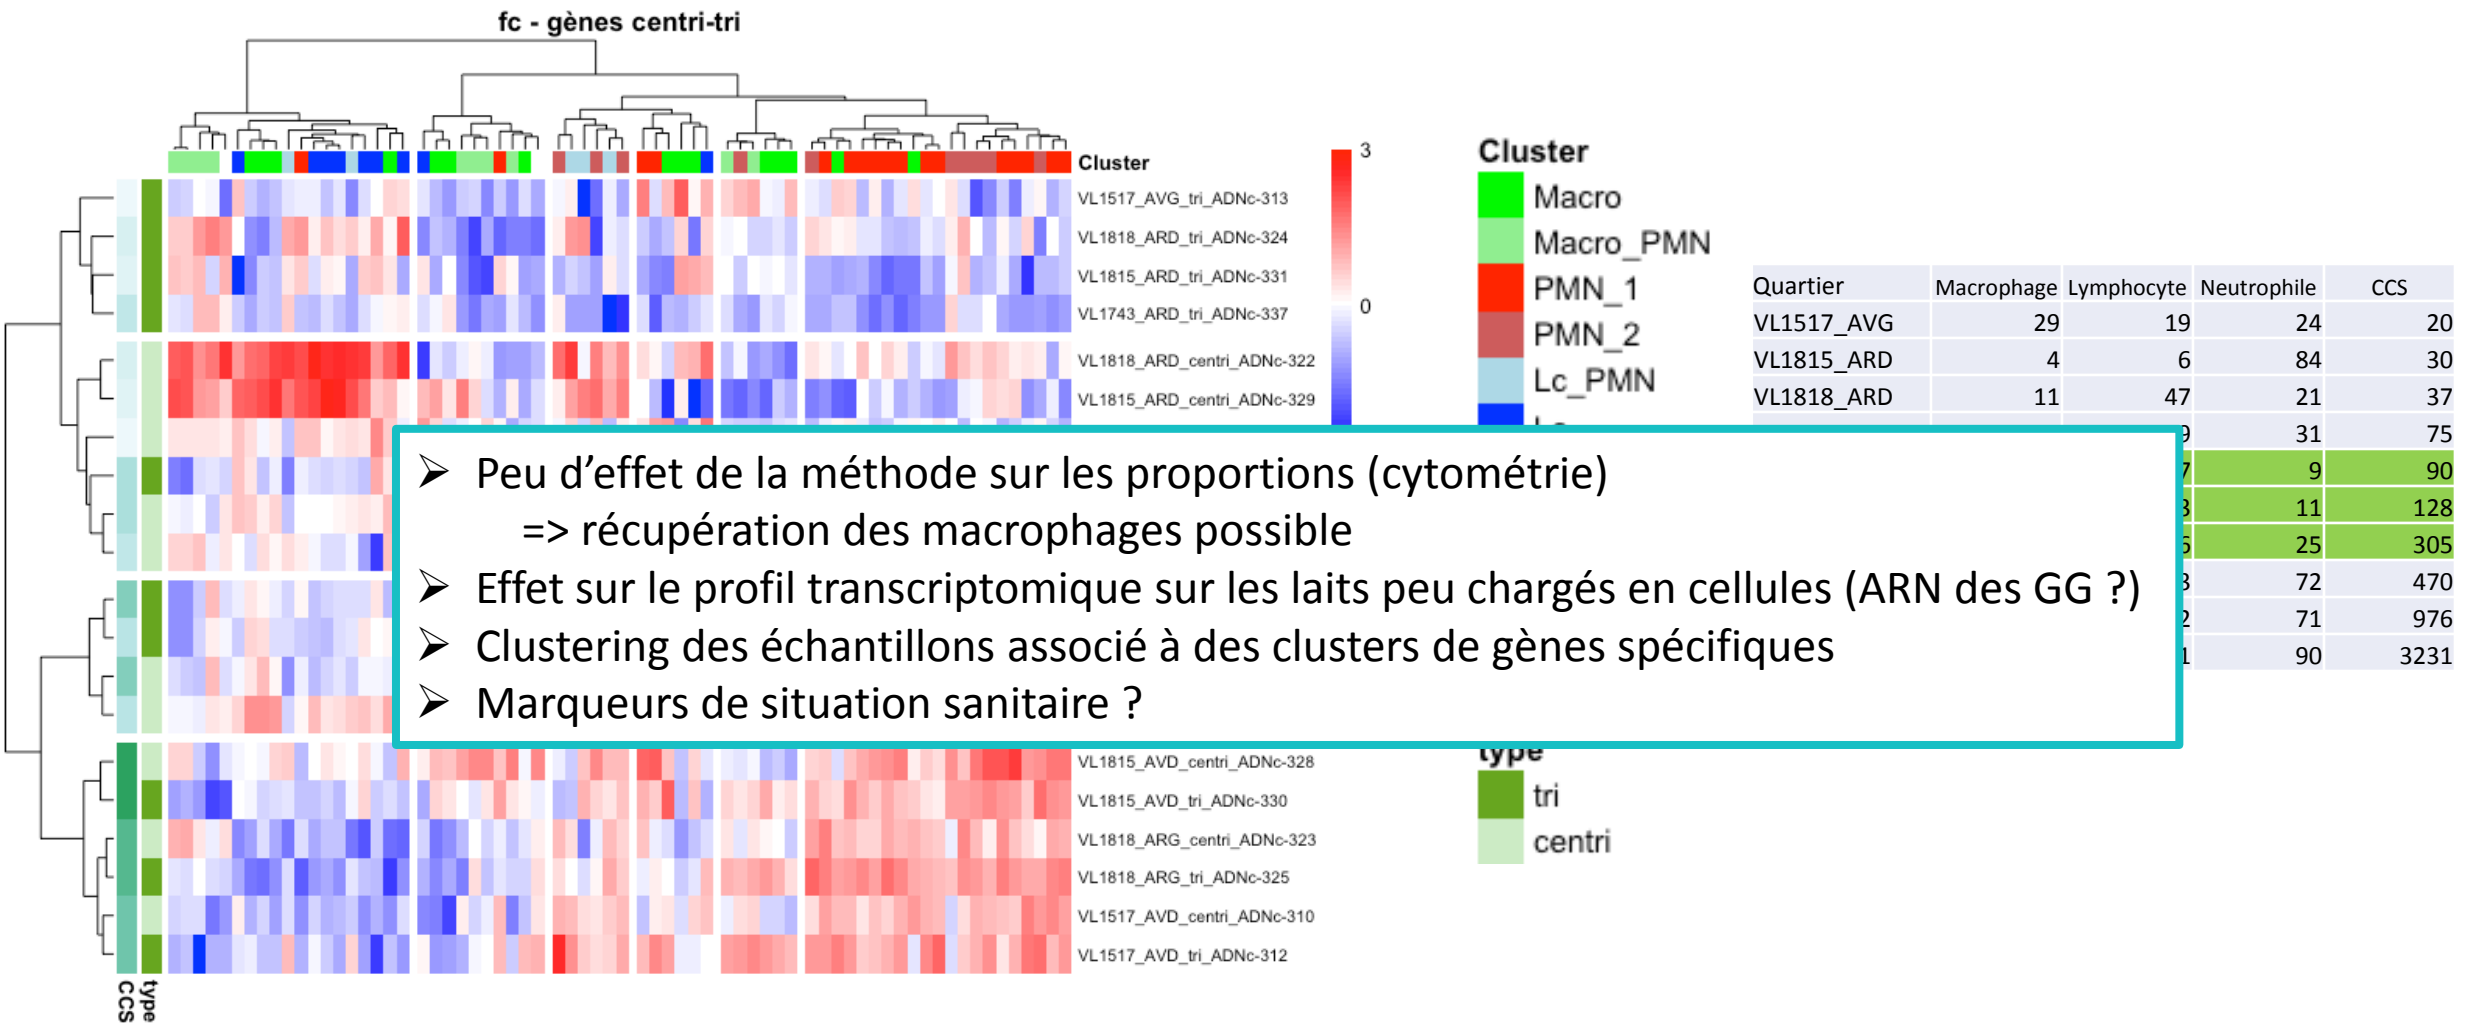 fc - gènes centri-tri
Cluster
VL1517_AVG_tri_ADNc-313
VL1818_ARD_tri_ADNc-324
VL1815_ARD_tri_ADNc-331
VL1743_ARD_tri_ADNc-337
VL1818_ARD_centri_ADNc-322
VL1815_ARD_centri_ADNc-329
3
0
Cluster
Macro
Macro_PMN
PMN_1
PMN_2
Lc_PMN
Quartier Macrophage Lymphocyte Neutrophile CCS
VL1517_AVG 29 19 24 20
VL1815_ARD 4 6 84 30
VL1818_ARD 11 47 21 37
31 75
9 90
11 128
25 305
72 470
71 976
90 3231
➢ Peu d’effet de la méthode sur les proportions (cytométrie)
=> récupération des macrophages possible
➢ Effet sur le profil transcriptomique sur les laits peu chargés en cellules (ARN des GG ?)
➢ Clustering des échantillons associé à des clusters de gènes spécifiques
➢ Marqueurs de situation sanitaire ?
VL1815_AVD_centri_ADNc-328
VL1815_AVD_tri_ADNc-330
VL1818_ARG_centri_ADNc-323
VL1818_ARG_tri_ADNc-325
VL1517_AVD_centri_ADNc-310
VL1517_AVD_tri_ADNc-312
type
tri
centri
CCS
type